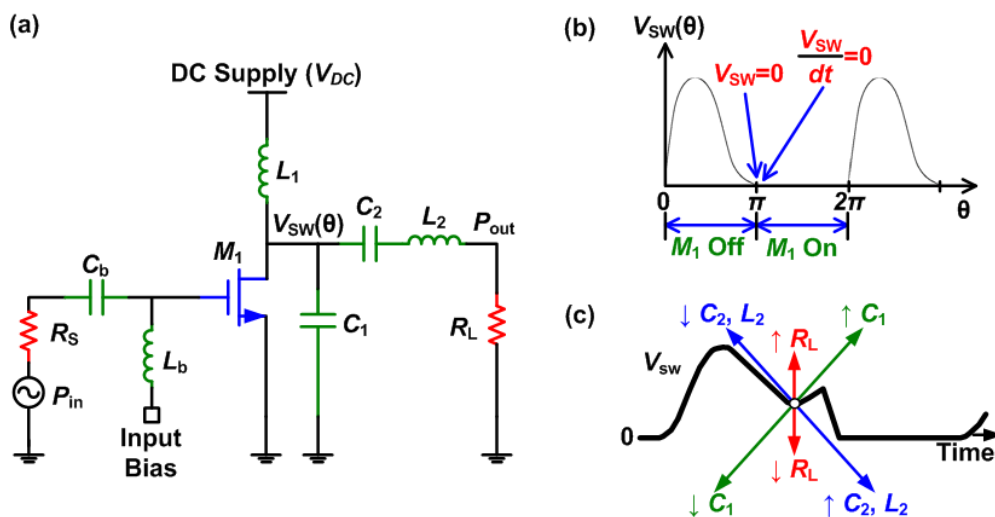 (a)
DC Supply (VDC)
L1
VSW(θ)
C2
L2
Pout
M1
Cb
C1
RS
Lb
RL
Pin
Input
Bias
(b)
VSW(θ)
VSW=0
VSW
dt
=0
0
π
2π
θ
M1 Off
M1 On
(c)
↓ C2, L2
↑ RL
↑ C1
Vsw
0
Time
↓ C1
↓ RL
↑ C2, L2